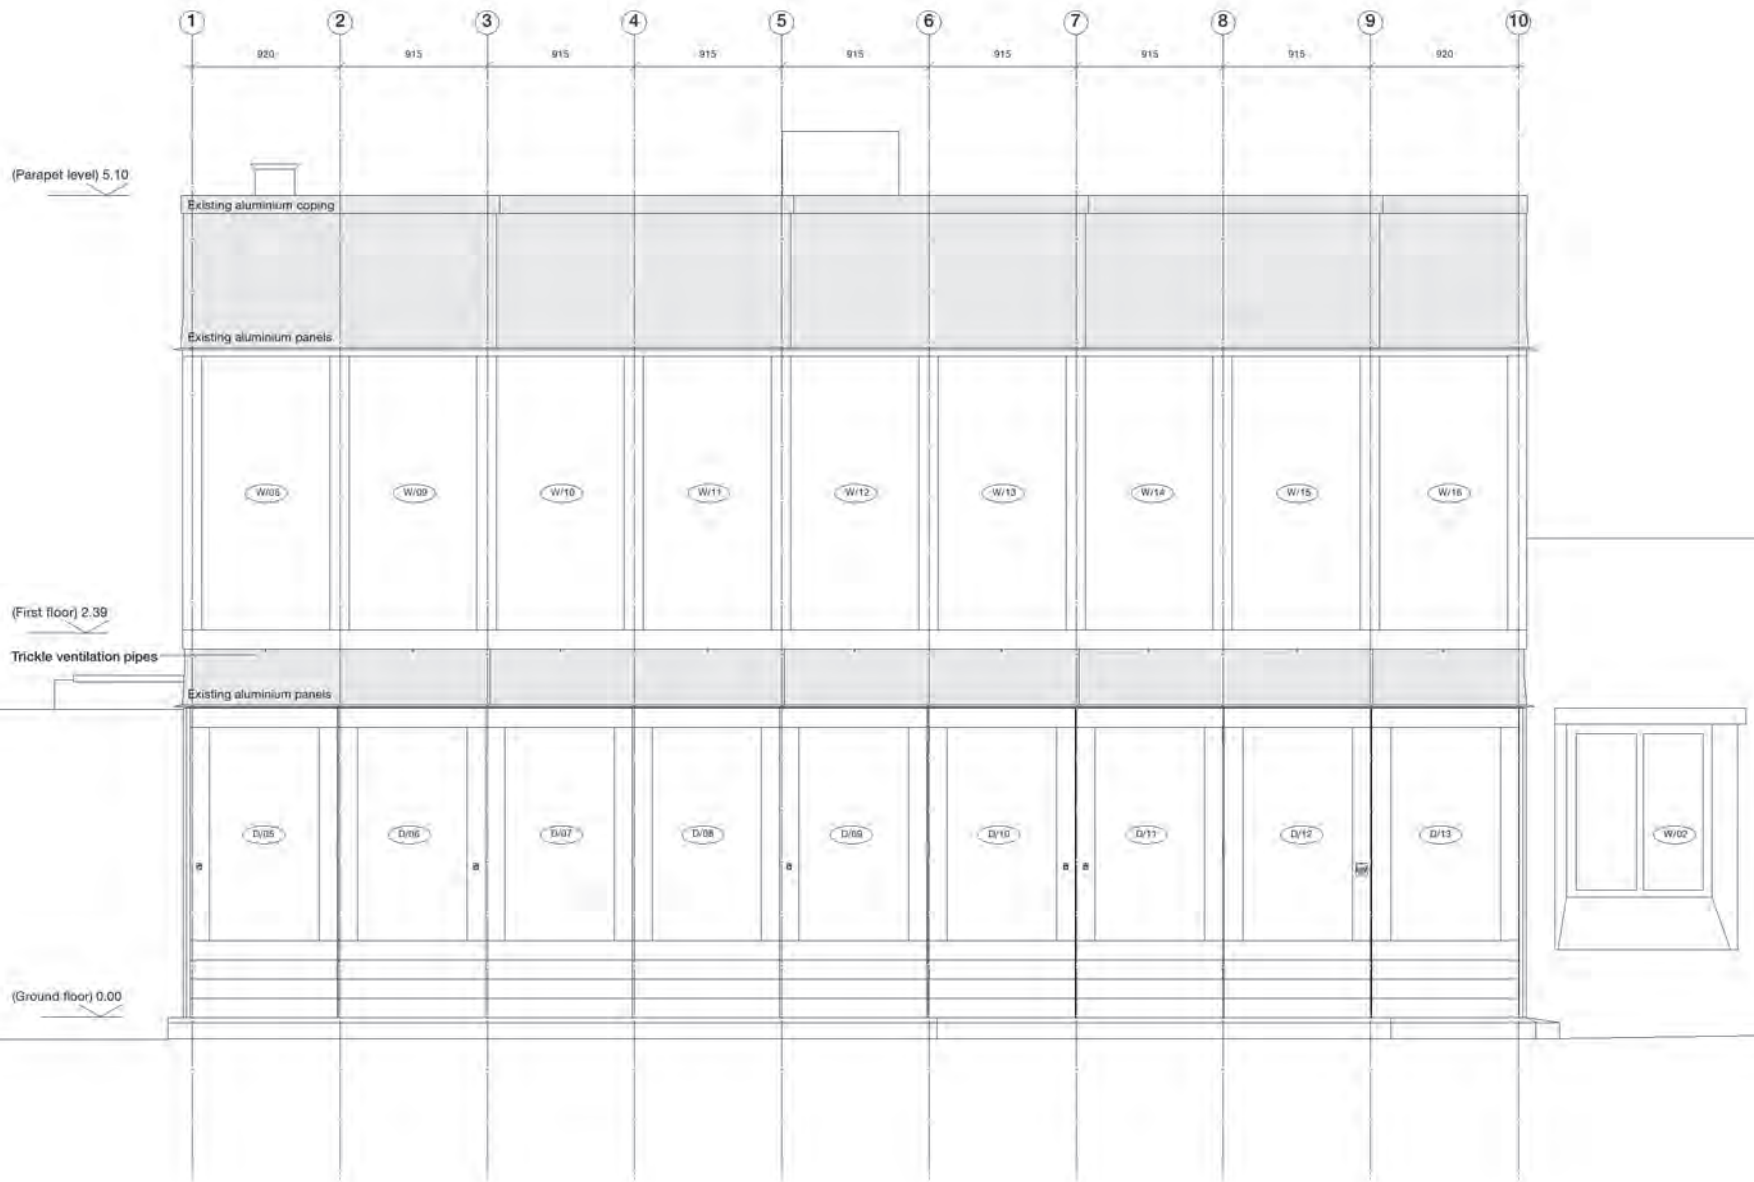 1 2 3 4 5 6 7 8 9 10
920 915 915 915 915 915 915 915 920
(Parapet level) 5.10
Existing aluminium coping
Existing aluminium panels
W/08 W/09 W/10 W/11 W/12 W/13 W/14 W/15 W/16
(First floor) 2.39
Trickle ventilation pipes
Existing aluminium panels
D/05 D/06 D/07 D/08 D/09 D/10 D/11 D/12 D/13 W/02
(Ground floor) 0.00